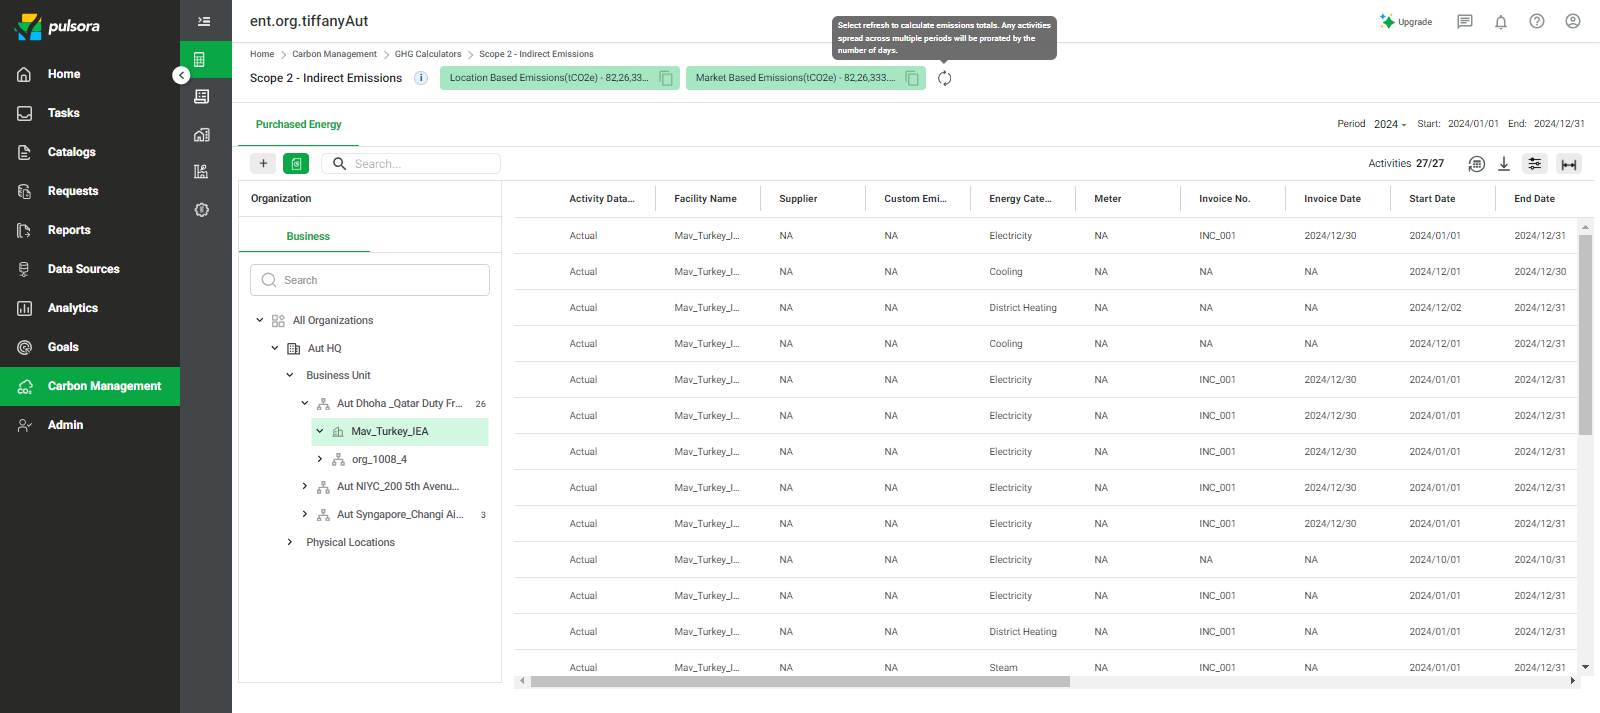 pulsora
Home
Tasks
Catalogs
Requests
Reports
Data Sources
Analytics
Goals
Carbon Management
Admin
ent.org.tiffanyAut
Select refresh to calculate emissions totals. Any activities
spread across multiple periods will be prorated by the
number of days.
Upgrade
Home > Carbon Management > GHG Calculators > Scope 2 - Indirect Emissions
Scope 2 - Indirect Emissions i Location Based Emissions(tCO2e) - 82,26,33... Market Based Emissions(tCO2e) - 82,26,333....
Purchased Energy
Period 2024 Start: 2024/01/01 End: 2024/12/31
+ Search...
Activities 27/27
Organization
Business
Search
All Organizations
Aut HQ
Business Unit
Aut Dhoha _Qatar Duty Fr... 26
Mav_Turkey_IEA
org_1008_4
Aut NIYC_200 5th Avenu...
Aut Syngapore_Changi Ai... 3
Physical Locations
Activity Data... Facility Name Supplier Custom Emi... Energy Cate... Meter Invoice No. Invoice Date Start Date End Date
Actual Mav_Turkey_I... NA NA Electricity NA INC_001 2024/12/30 2024/01/01 2024/12/31
Actual Mav_Turkey_I... NA NA Cooling NA NA NA 2024/12/01 2024/12/30
Actual Mav_Turkey_I... NA NA District Heating NA NA NA 2024/12/02 2024/12/31
Actual Mav_Turkey_I... NA NA Cooling NA NA NA 2024/12/01 2024/12/31
Actual Mav_Turkey_I... NA NA Electricity NA INC_001 2024/12/30 2024/01/01 2024/12/31
Actual Mav_Turkey_I... NA NA Electricity NA INC_001 2024/12/30 2024/01/01 2024/12/31
Actual Mav_Turkey_I... NA NA Electricity NA INC_001 2024/12/30 2024/01/01 2024/12/31
Actual Mav_Turkey_I... NA NA Electricity NA INC_001 2024/12/30 2024/01/01 2024/12/31
Actual Mav_Turkey_I... NA NA Electricity NA INC_001 2024/12/30 2024/01/01 2024/12/31
Actual Mav_Turkey_I... NA NA Electricity NA NA NA 2024/10/01 2024/10/31
Actual Mav_Turkey_I... NA NA Electricity NA INC_001 NA 2024/01/01 2024/12/31
Actual Mav_Turkey_I... NA NA District Heating NA INC_001 NA 2024/01/01 2024/12/31
Actual Mav_Turkey_I... NA NA Steam NA INC_001 NA 2024/01/01 2024/12/31